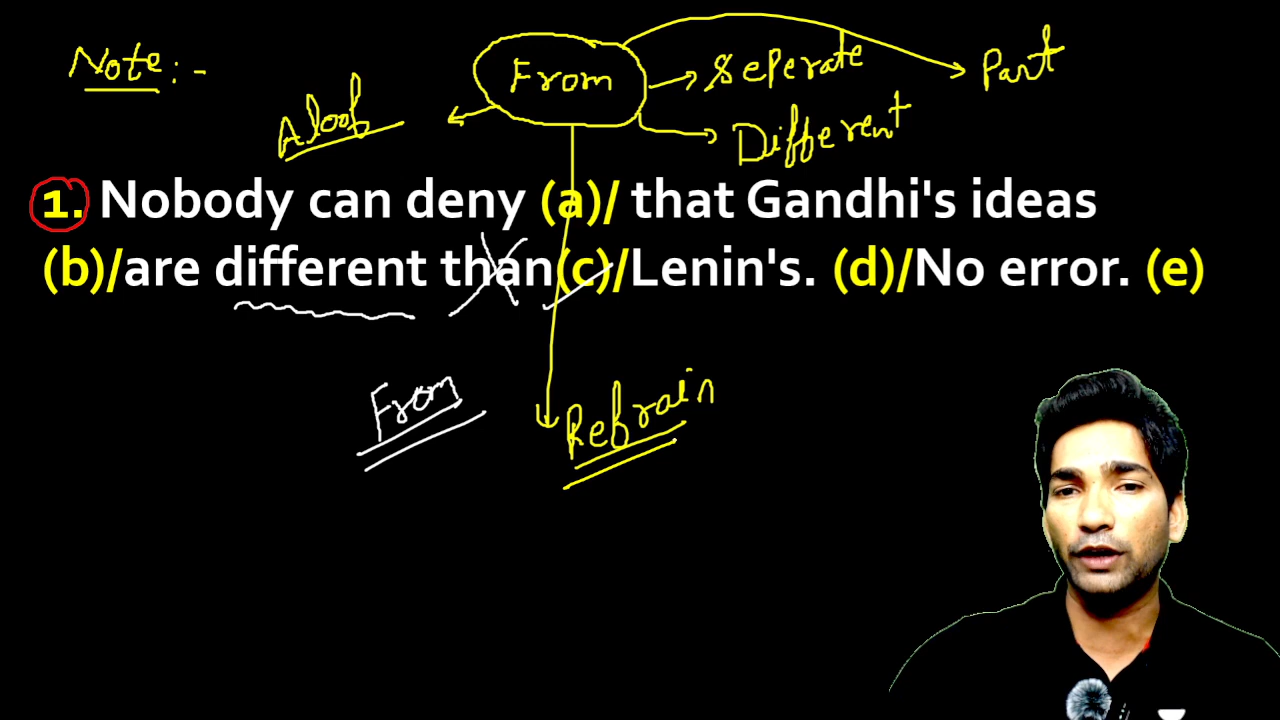 Note:-
From
Seperate
Part
Aloof
Different
1. Nobody can deny (a)/ that Gandhi's ideas
(b)/are different than(c)/Lenin's. (d)/No error. (e)
From
Refrain